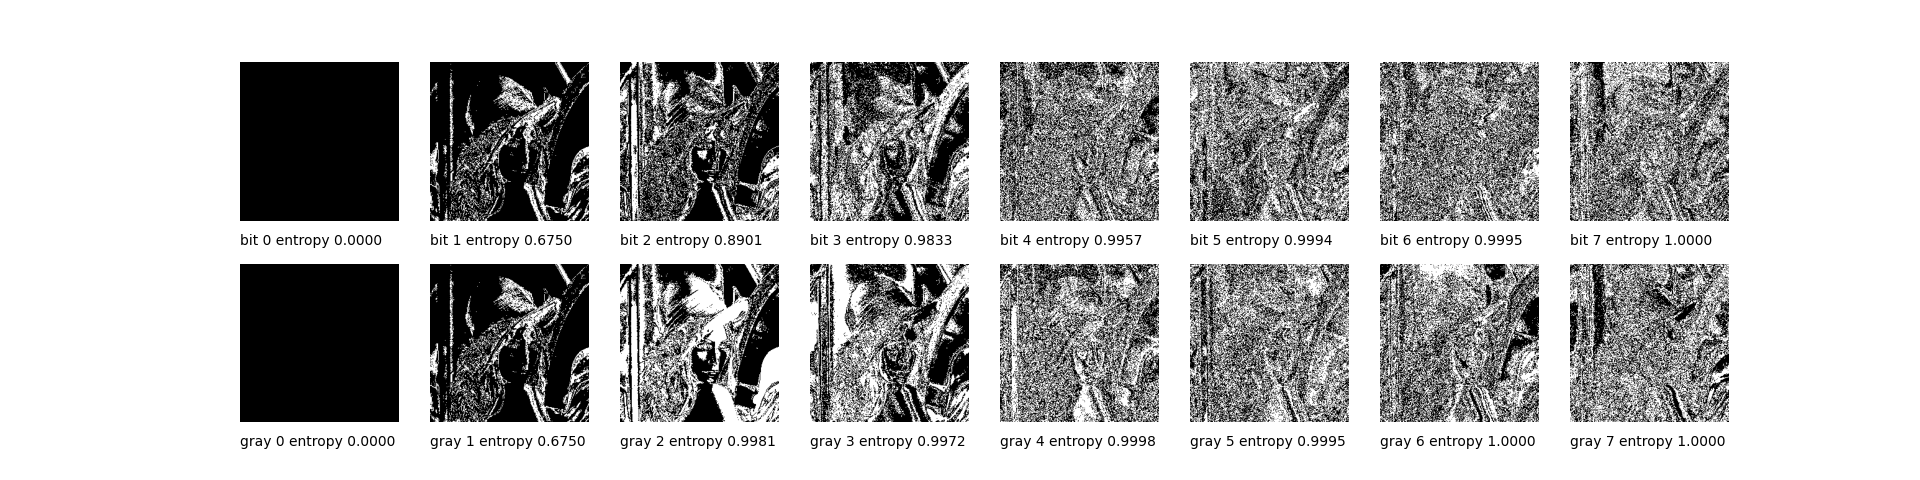 bit 0 entropy 0.0000 bit 1 entropy 0.6750 bit 2 entropy 0.8901 bit 3 entropy 0.9833 bit 4 entropy 0.9957 bit 5 entropy 0.9994 bit 6 entropy 0.9995 bit 7 entropy 1.0000
gray 0 entropy 0.0000 gray 1 entropy 0.6750 gray 2 entropy 0.9981 gray 3 entropy 0.9972 gray 4 entropy 0.9998 gray 5 entropy 0.9995 gray 6 entropy 1.0000 gray 7 entropy 1.0000